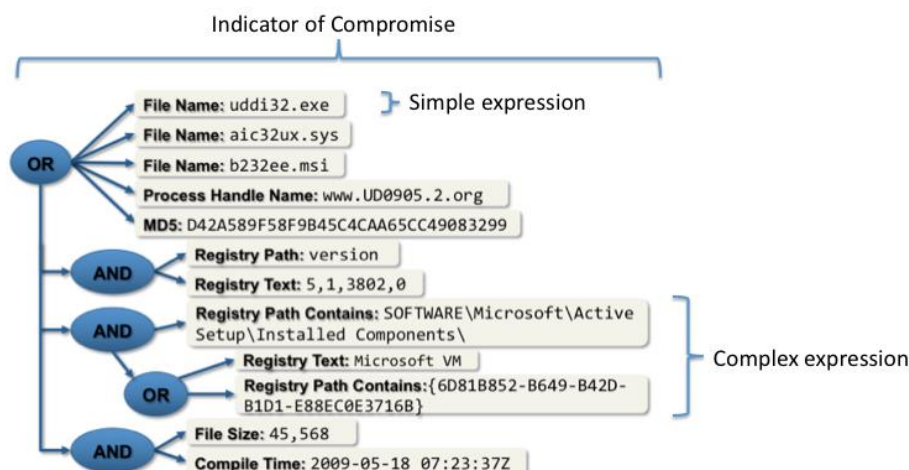 Indicator of Compromise
File Name: uddi32.exe
Simple expression
File Name: aic32ux.sys
OR
File Name: b232ee.msi
Process Handle Name: www.UD0905.2.org
MD5: D42A589F58F9B45C4CAA65CC49083299
AND
Registry Path: version
Registry Text: 5,1,3802,0
AND
Registry Path Contains: SOFTWARE\Microsoft\Active
Setup\Installed Components\
Complex expression
OR
Registry Text: Microsoft VM
Registry Path Contains:{6D81B852-B649-B42D-
B1D1-E88EC0E3716B}
AND
File Size: 45,568
Compile Time: 2009-05-18 07:23:37Z